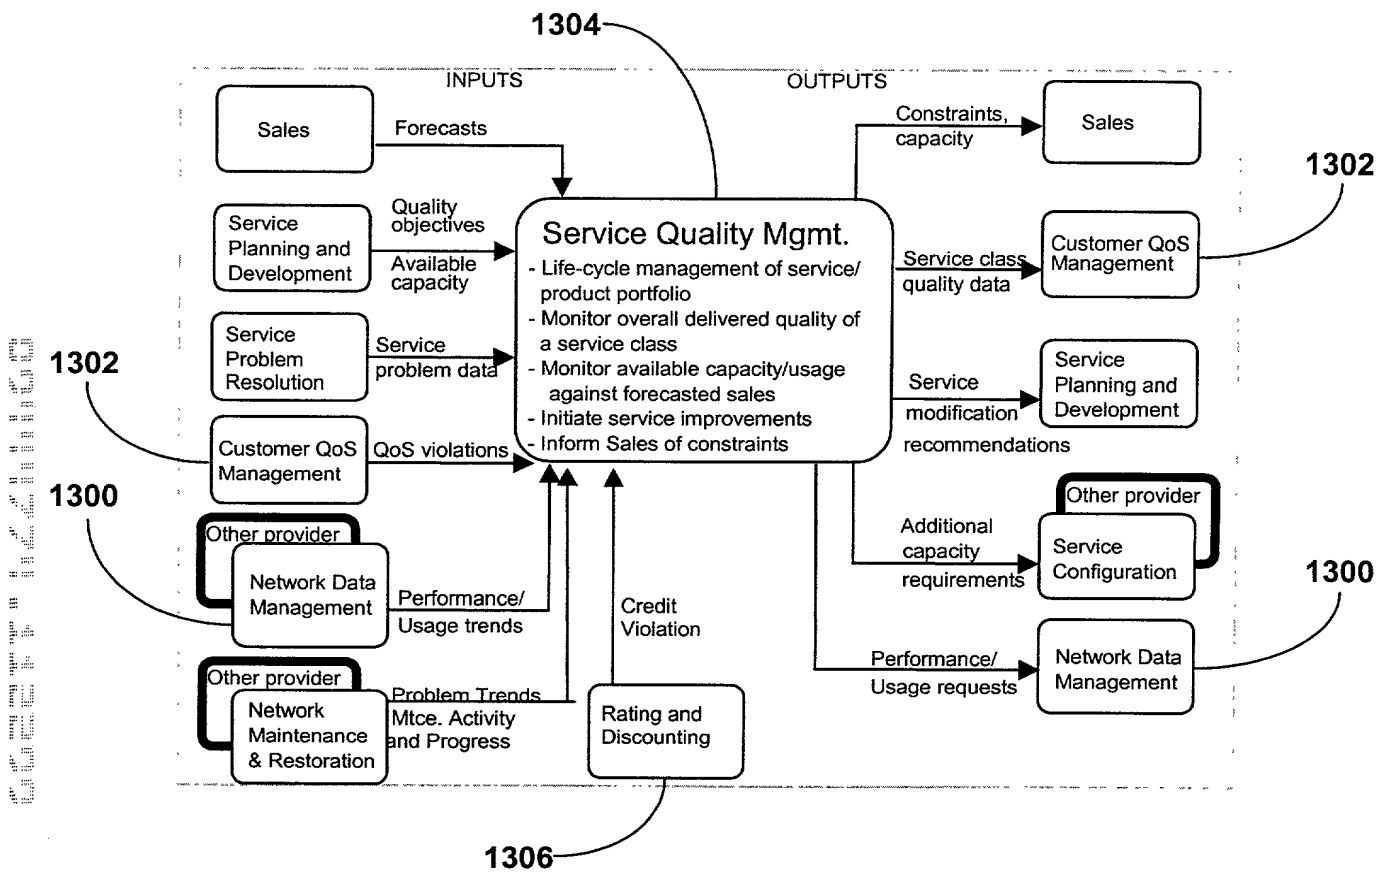 1304
INPUTS
OUTPUTS
Sales
Forecasts
Constraints,
capacity
Sales
1302
Service
Planning and
Development
Quality
objectives
Available
capacity
Service Quality Mgmt.
- Life-cycle management of service/
product portfolio
- Monitor overall delivered quality of
a service class
- Monitor available capacity/usage
against forecasted sales
- Initiate service improvements
- Inform Sales of constraints
Service class
quality data
Customer QoS
Management
1302
Service
Problem
Resolution
Service
problem data
Service
modification
recommendations
Service
Planning and
Development
Customer QoS
Management
QoS violations
1300
Other provider
Network Data
Management
Performance/
Usage trends
Credit
Violation
Additional
capacity
requirements
Other provider
Service
Configuration
1300
Other provider
Network
Maintenance
& Restoration
Problem Trends
Mtce. Activity
and Progress
Rating and
Discounting
Performance/
Usage requests
Network Data
Management
1306